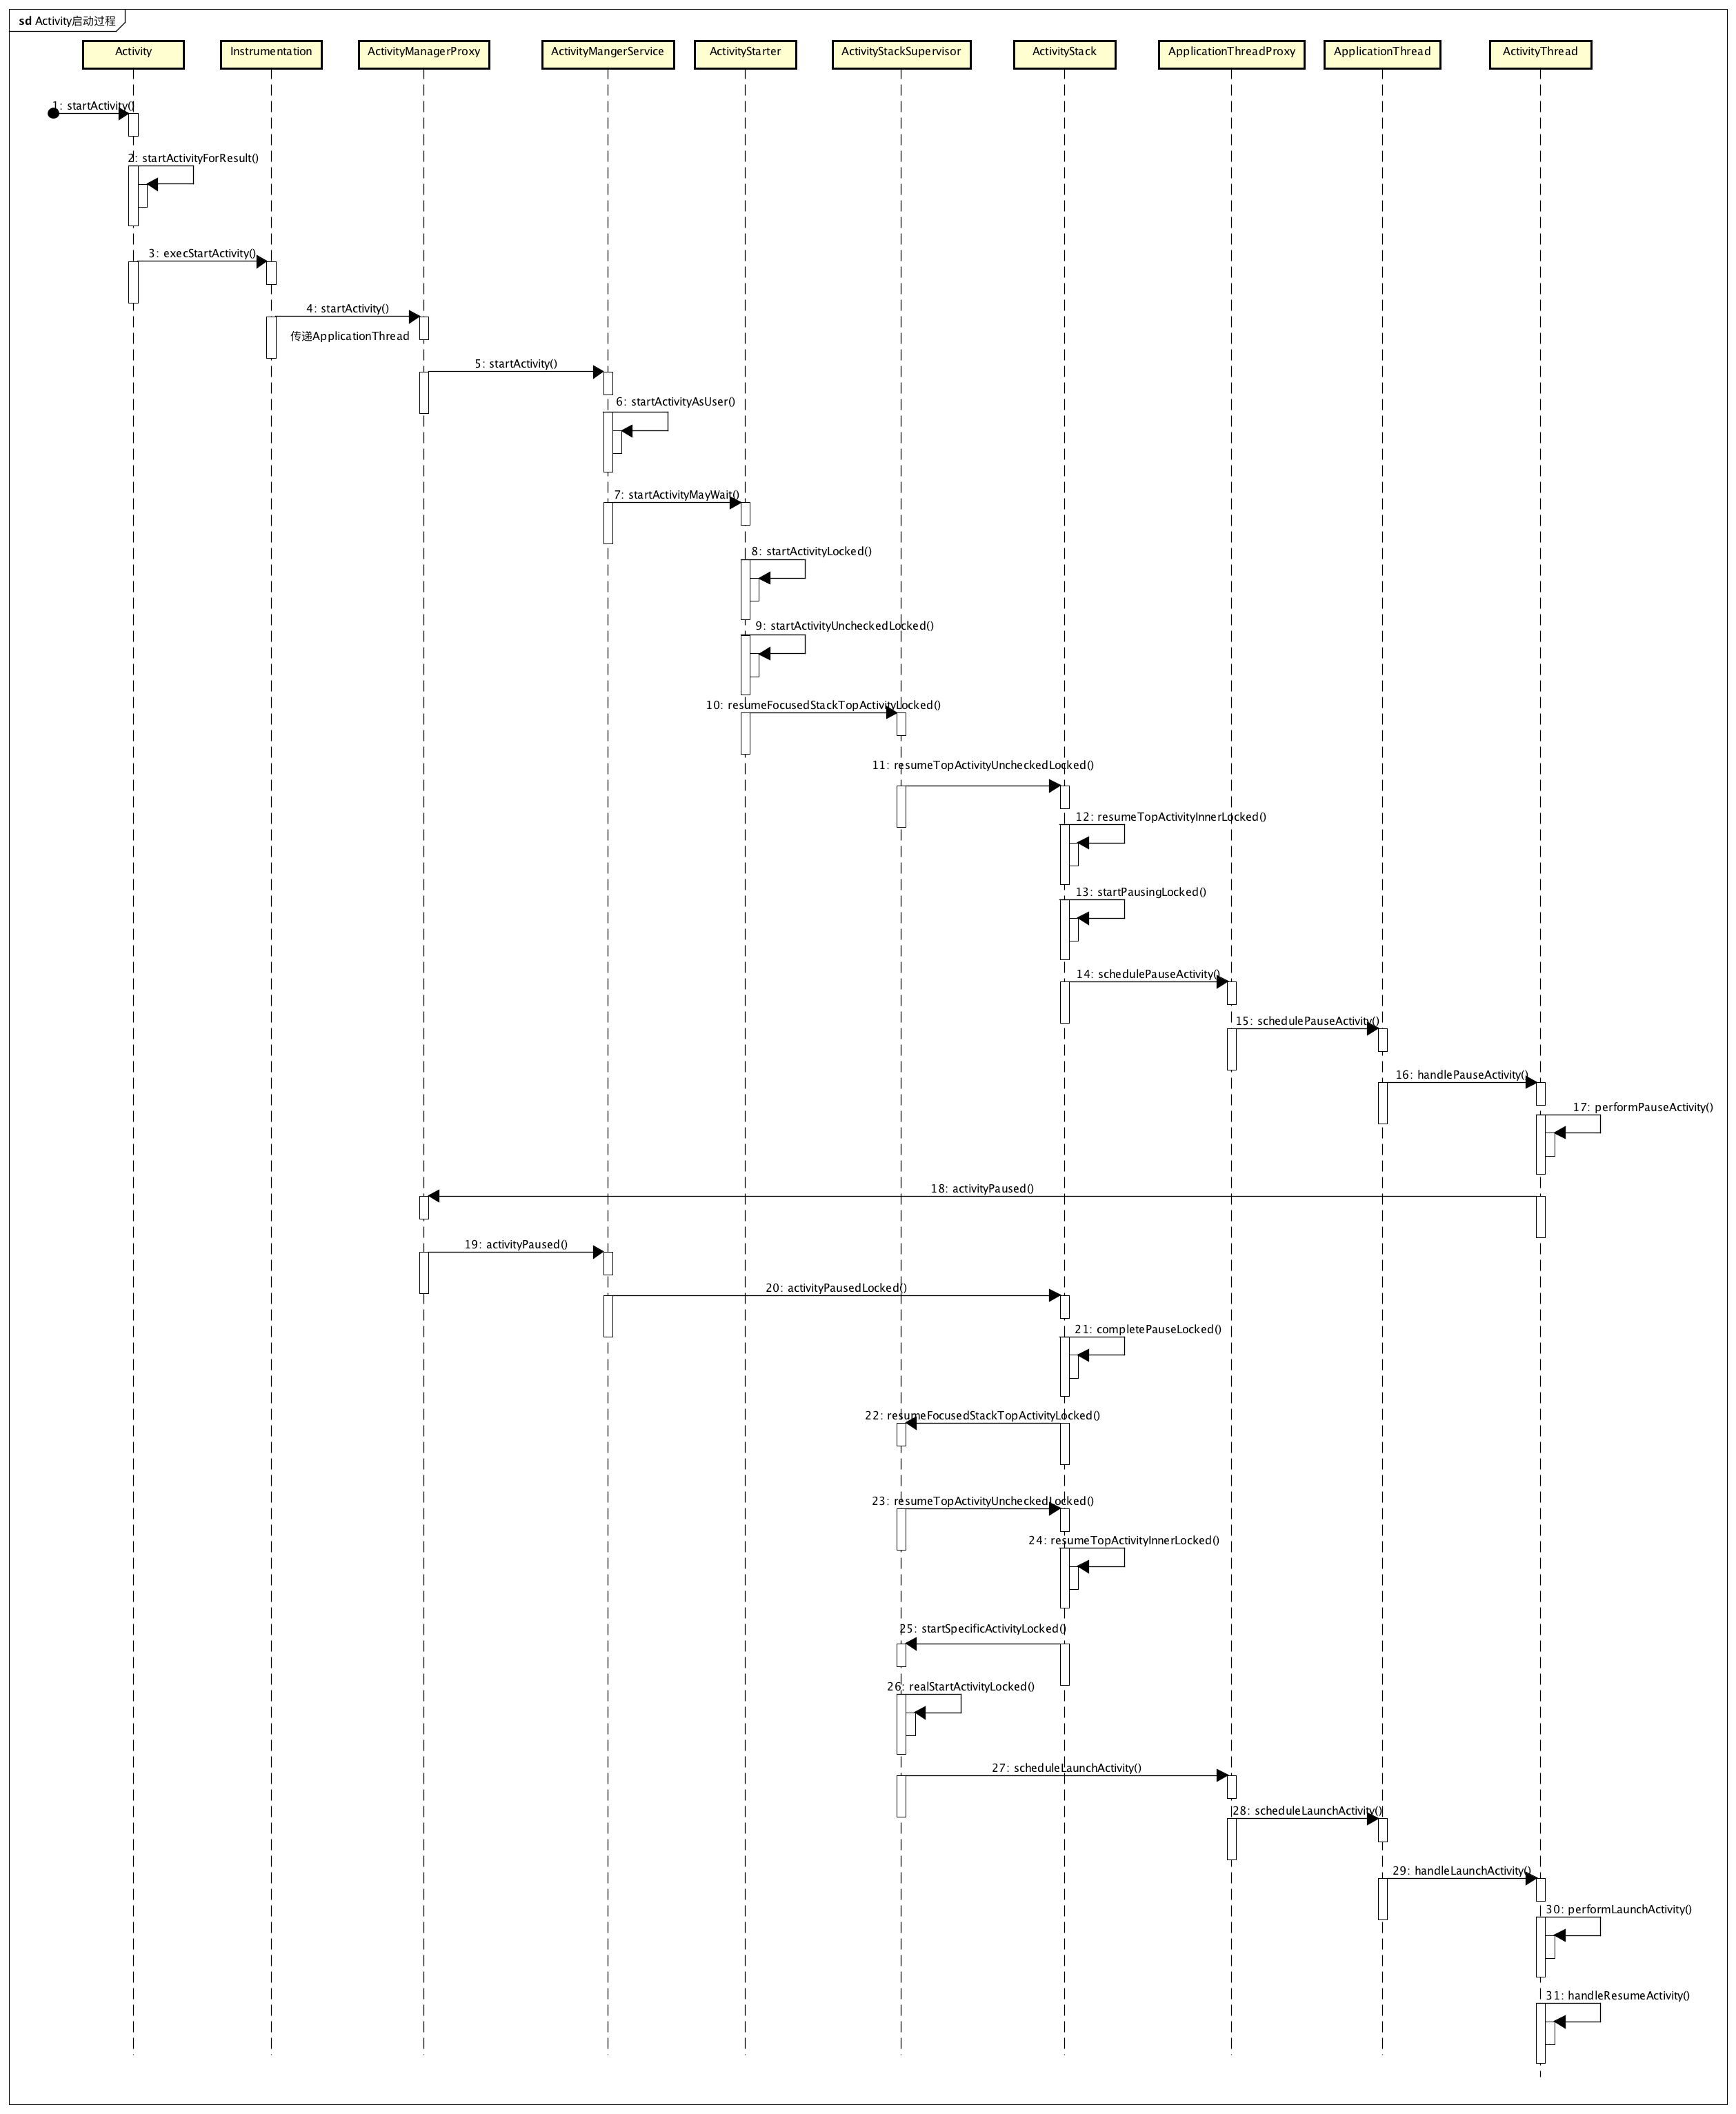 sd Activity启动过程
Activity
Instrumentation
ActivityManagerProxy
ActivityMangerService
ActivityStarter
ActivityStackSupervisor
ActivityStack
ApplicationThreadProxy
ApplicationThread
ActivityThread
1: startActivity()
2: startActivityForResult()
3: execStartActivity()
4: startActivity()
传递ApplicationThread
5: startActivity()
6: startActivityAsUser()
7: startActivityMayWait()
8: startActivityLocked()
9: startActivityUncheckedLocked()
10: resumeFocusedStackTopActivityLocked()
11: resumeTopActivityUncheckedLocked()
12: resumeTopActivityInnerLocked()
13: startPausingLocked()
14: schedulePauseActivity()
15: schedulePauseActivity()
16: handlePauseActivity()
17: performPauseActivity()
18: activityPaused()
19: activityPaused()
20: activityPausedLocked()
21: completePauseLocked()
22: resumeFocusedStackTopActivityLocked()
23: resumeTopActivityUncheckedLocked()
24: resumeTopActivityInnerLocked()
25: startSpecificActivityLocked()
26: realStartActivityLocked()
27: scheduleLaunchActivity()
28: scheduleLaunchActivity()
29: handleLaunchActivity()
30: performLaunchActivity()
31: handleResumeActivity()